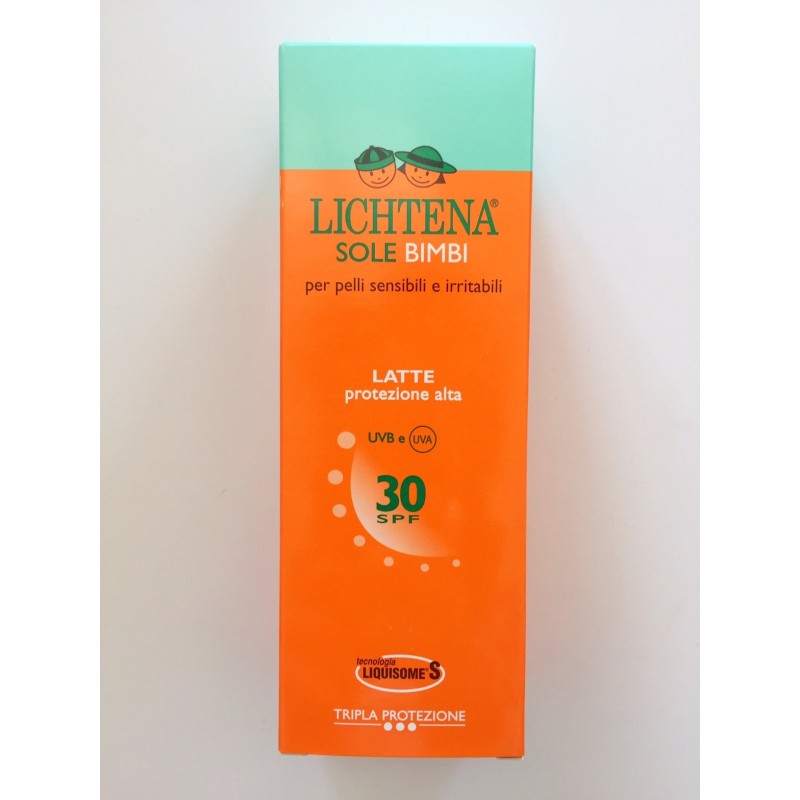 LICHTENA®
SOLE BIMBI
per pelli sensibili e irritabili
LATTE
protezione alta
UVB e UVA
30
SPF
tecnologia
LIQUISOME® S
TRIPLA PROTEZIONE